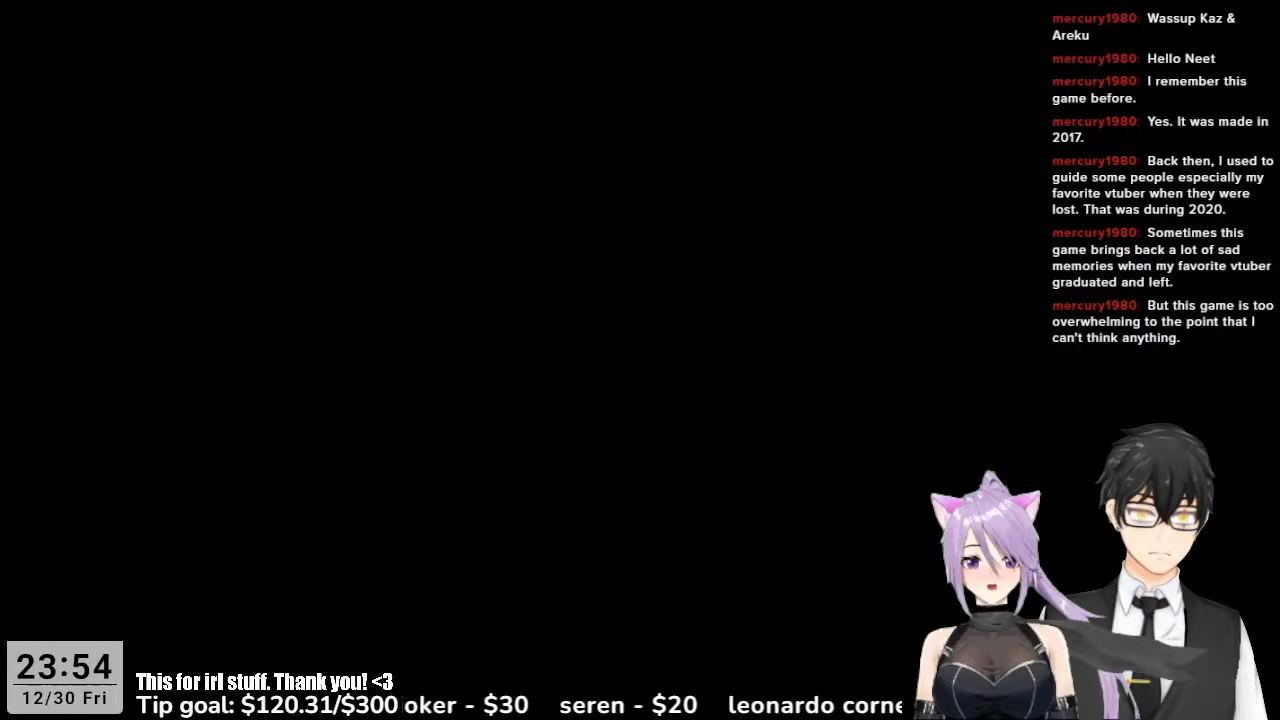 mercury1980: Wassup Kaz &
Areku
mercury1980: Hello Neet
mercury1980: I remember this
game before.
mercury1980: Yes. It was made in
2017.
mercury1980: Back then, I used to
guide some people especially my
favorite vtuber when they were
lost. That was during 2020.
mercury1980: Sometimes this
game brings back a lot of sad
memories when my favorite vtuber
graduated and left.
mercury1980: But this game is too
overwhelming to the point that I
can't think anything.
23:54
12/30 Fri
This for irl stuff. Thank you! <3
Tip goal: $120.31/$300 oker - $30 seren - $20 leonardo corne